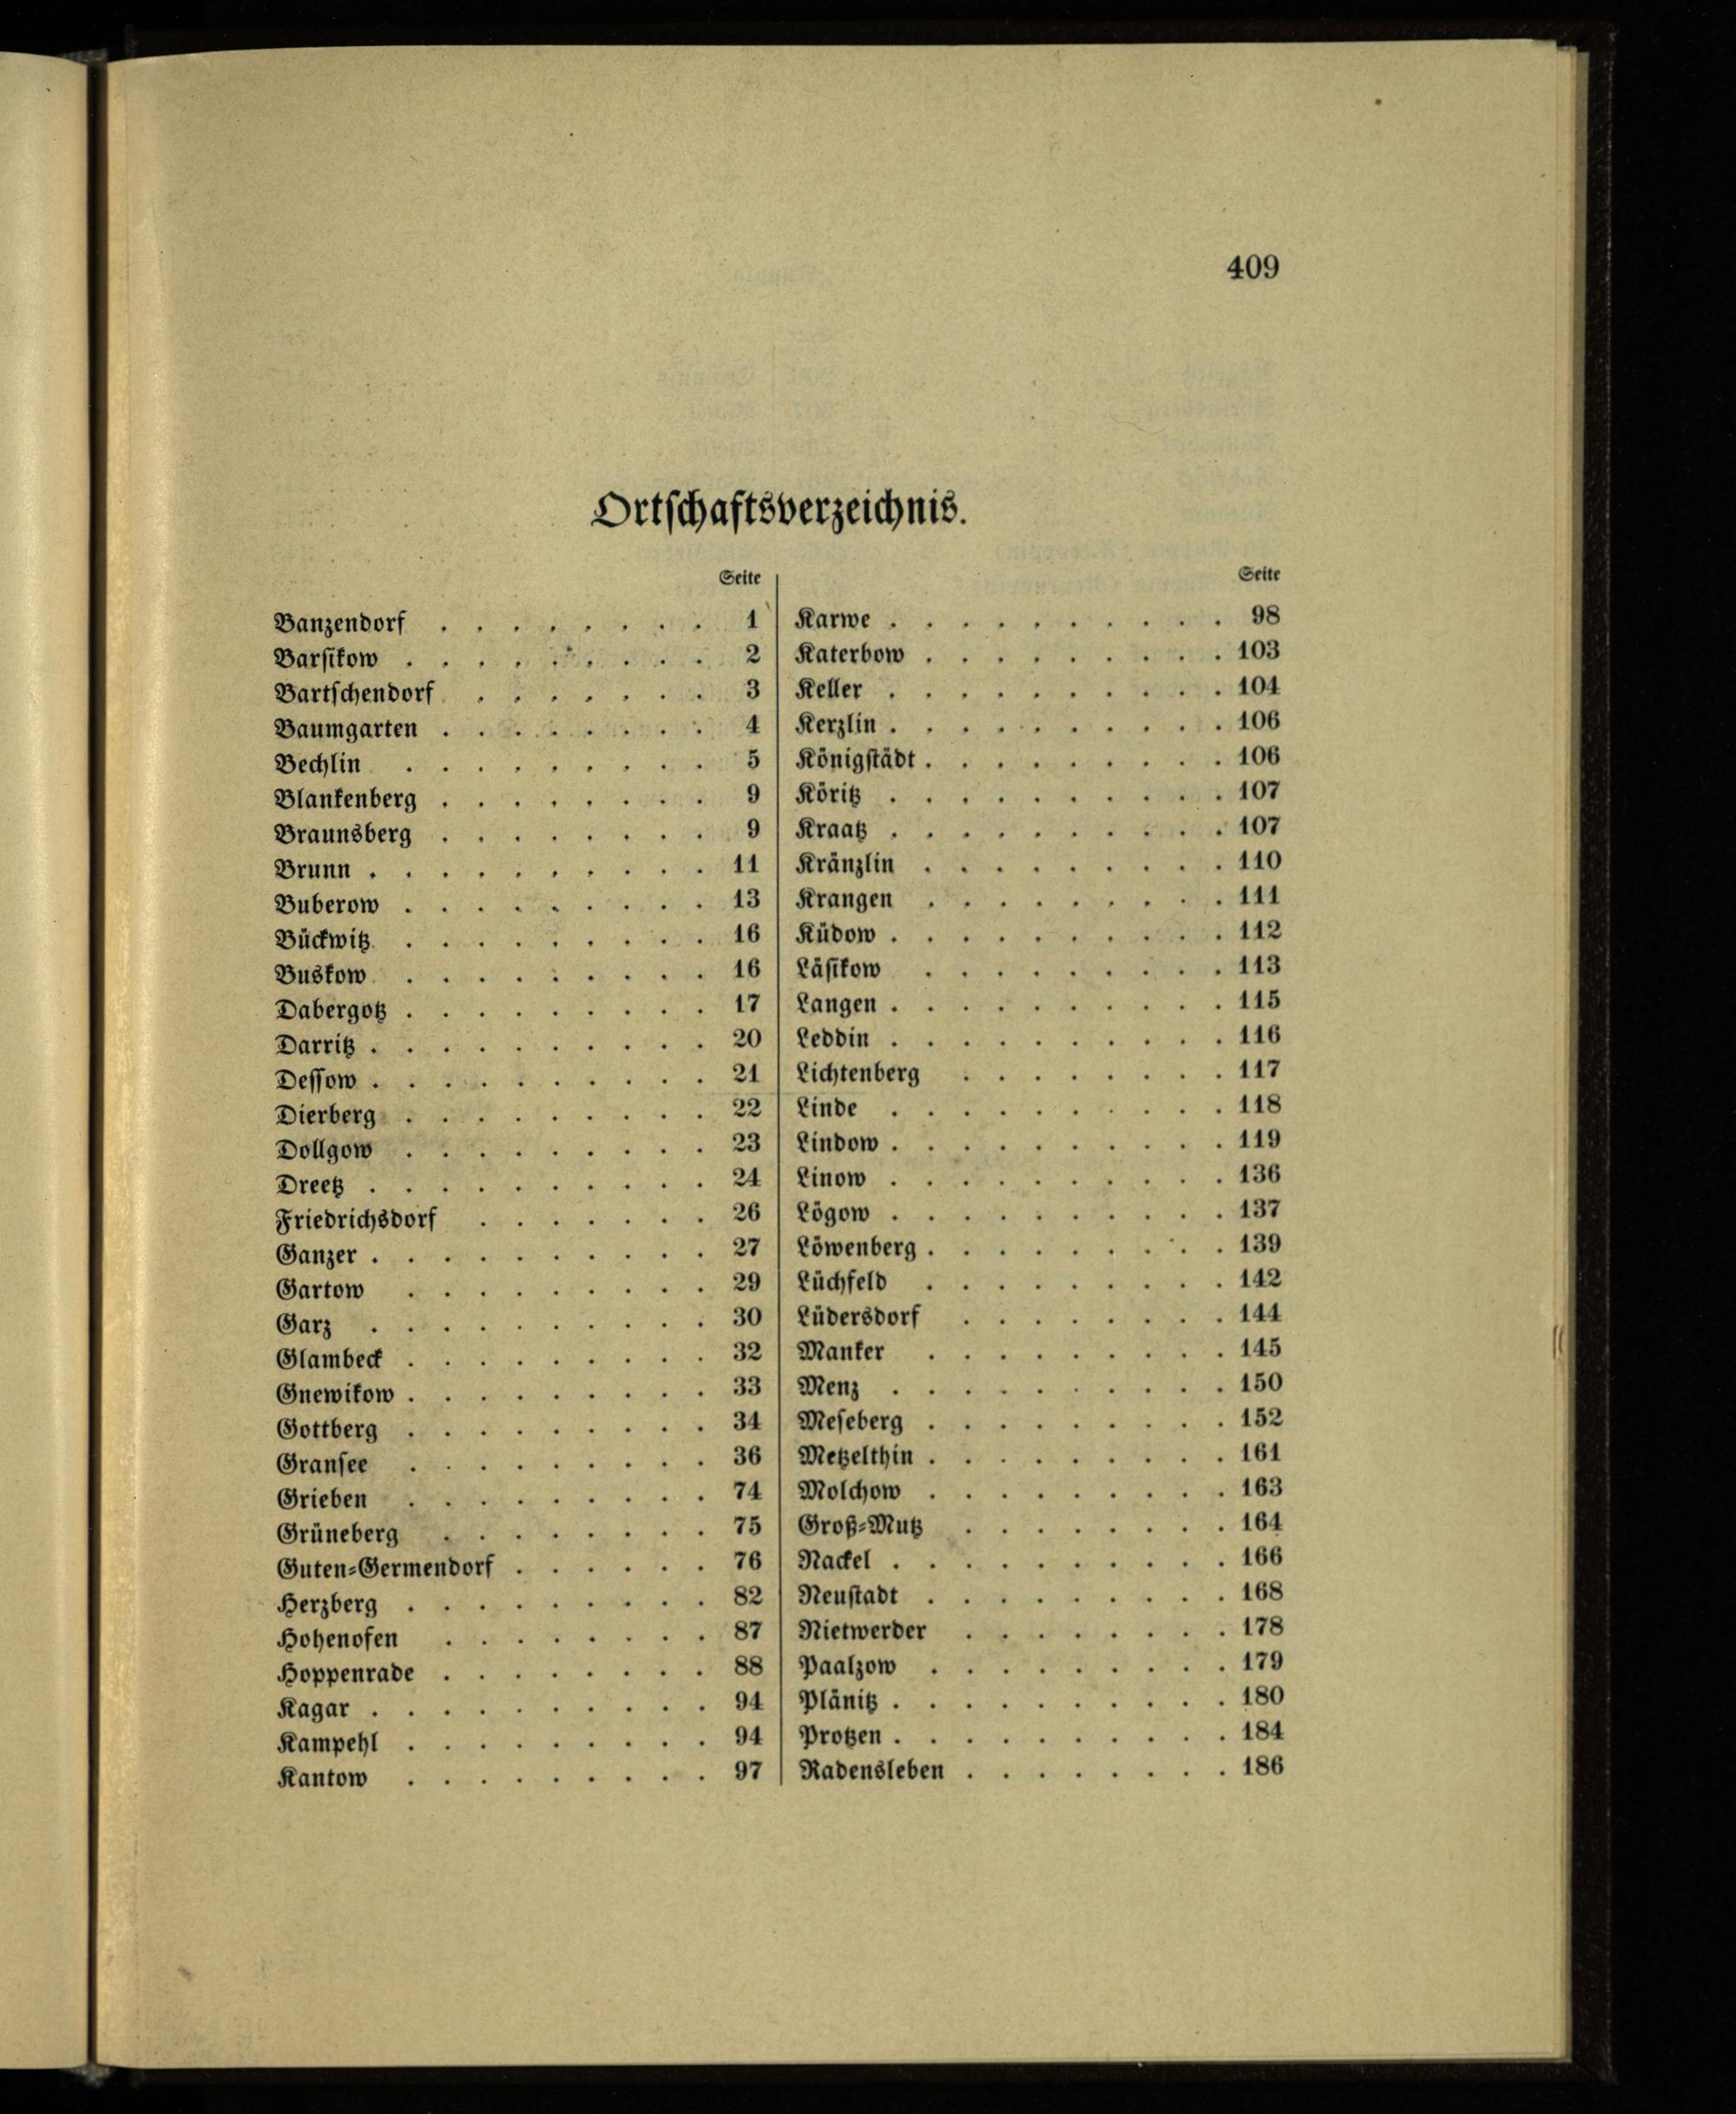 409
Ortschaftsverzeichnis.
Seite
Banzendorf . . . . . . . . 1
Barsikow . . . . . . . . . 2
Bartschendorf . . . . . . . 3
Baumgarten . . . . . . . . 4
Bechlin . . . . . . . . . 5
Blankenberg . . . . . . . . 9
Braunsberg . . . . . . . . 9
Brunn . . . . . . . . . . 11
Buberow . . . . . . . . . 13
Bückwitz . . . . . . . . . 16
Buskow . . . . . . . . . 16
Dabergotz . . . . . . . . . 17
Darritz . . . . . . . . . . 20
Dessow . . . . . . . . . . 21
Dierberg . . . . . . . . . 22
Dollgow . . . . . . . . . 23
Dreetz . . . . . . . . . . 24
Friedrichsdorf . . . . . . . 26
Ganzer . . . . . . . . . . 27
Gartow . . . . . . . . . 29
Garz . . . . . . . . . . 30
Glambeck . . . . . . . . . 32
Gnewikow . . . . . . . . . 33
Gottberg . . . . . . . . . 34
Gransee . . . . . . . . . 36
Grieben . . . . . . . . . 74
Grüneberg . . . . . . . . 75
Guten-Germendorf . . . . . . 76
Herzberg . . . . . . . . . 82
Hohenofen . . . . . . . . 87
Hoppenrade . . . . . . . . 88
Kagar . . . . . . . . . . 94
Kampehl . . . . . . . . . 94
Kantow . . . . . . . . . 97
Seite
Karwe . . . . . . . . . . 98
Katerbow . . . . . . . . . 103
Keller . . . . . . . . . . 104
Kerzlin . . . . . . . . . . 106
Königstädt . . . . . . . . . 106
Köritz . . . . . . . . . . 107
Kraatz . . . . . . . . . . 107
Kränzlin . . . . . . . . . 110
Krangen . . . . . . . . . 111
Küdow . . . . . . . . . . 112
Läsikow . . . . . . . . . 113
Langen . . . . . . . . . . 115
Leddin . . . . . . . . . . 116
Lichtenberg . . . . . . . . 117
Linde . . . . . . . . . . 118
Lindow . . . . . . . . . . 119
Linow . . . . . . . . . . 136
Lögow . . . . . . . . . . 137
Löwenberg . . . . . . . . . 139
Lüchfeld . . . . . . . . . 142
Lüdersdorf . . . . . . . . 144
Manker . . . . . . . . . 145
Menz . . . . . . . . . . 150
Meseberg . . . . . . . . . 152
Metzelthin . . . . . . . . . 161
Molchow . . . . . . . . . 163
Groß-Mutz . . . . . . . . 164
Nackel . . . . . . . . . . 166
Neustadt . . . . . . . . . 168
Nietwerder . . . . . . . . 178
Paalzow . . . . . . . . . 179
Plänitz . . . . . . . . . . 180
Protzen . . . . . . . . . . 184
Radensleben . . . . . . . . 186